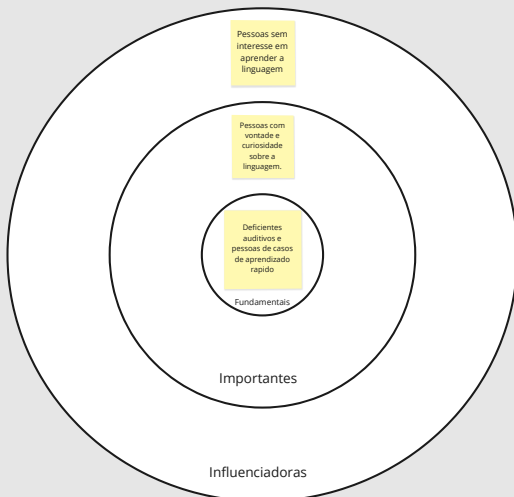 Pessoas sem
interesse em
aprender a
linguagem
Pessoas com
vontade e
curiosidade
sobre a
linguagem.
Deficientes
auditivos e
pessoas de casos
de aprendizado
rapido
Fundamentais
Importantes
Influenciadoras